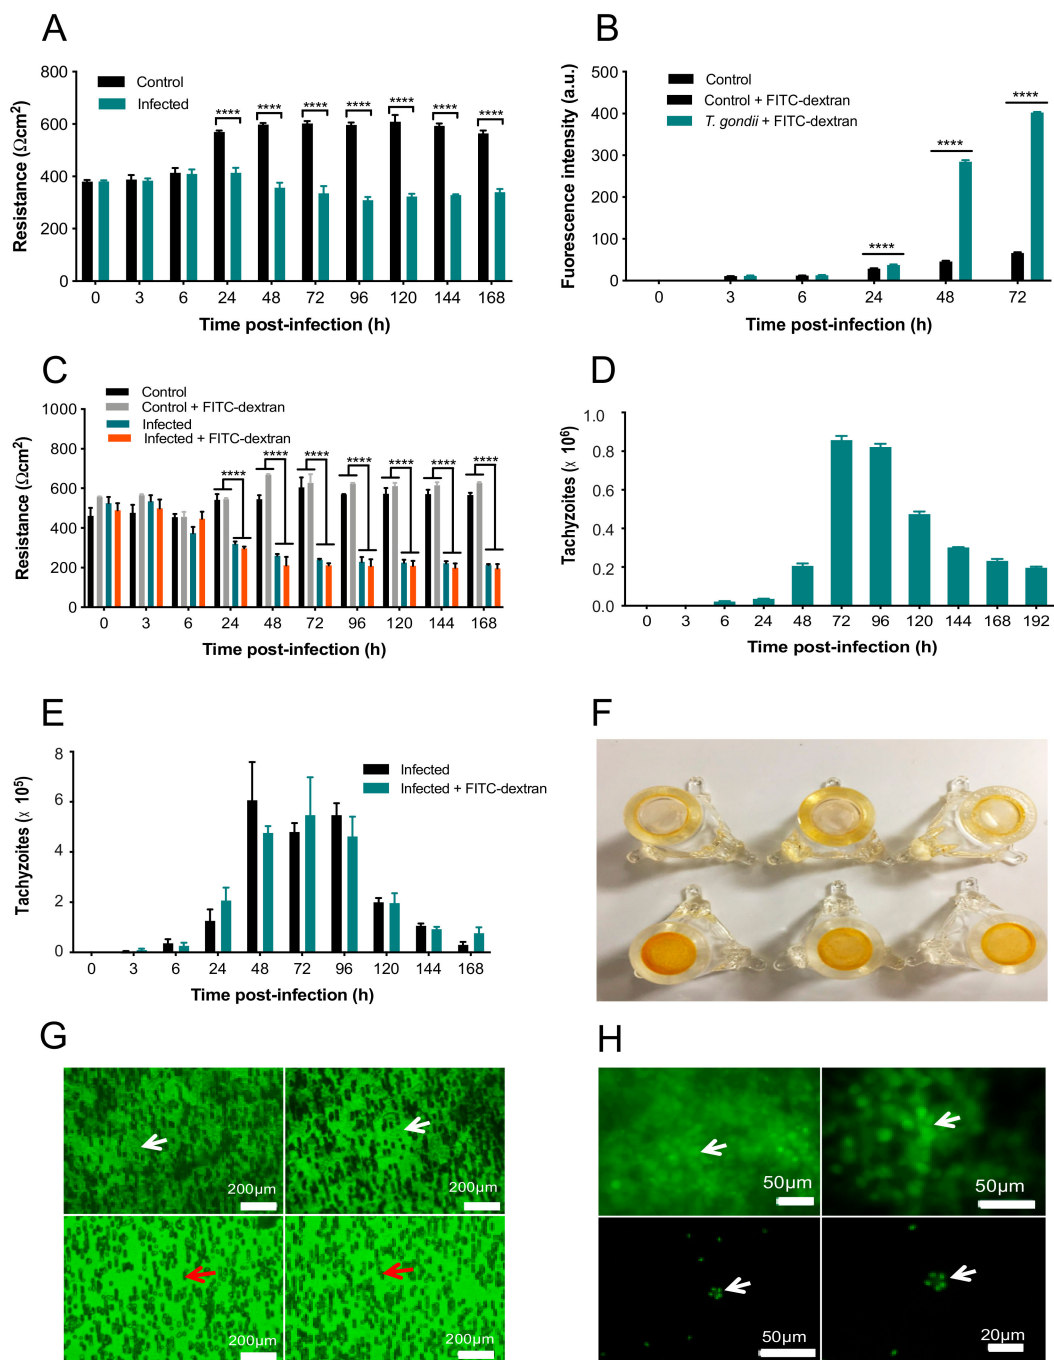 A
800
600
400
200
0
Resistance (Ωcm2)
Control
Infected
****
****
****
****
****
****
****
0 3 6 24 48 72 96 120 144 168
Time post-infection (h)
B
500
400
300
200
100
0
Fuorescence intensity (a.u.)
Control
Control + FITC-dextran
T. gondii + FITC-dextran
****
****
****
0 3 6 24 48 72
Time post-infection (h)
C
1000
800
600
400
200
0
Resistance (Ωcm2)
Control
Control + FITC-dextran
Infected
Infected + FITC-dextran
****
****
****
****
****
****
****
0 3 6 24 48 72 96 120 144 168
Time post-infection (h)
D
1.0
0.8
0.6
0.4
0.2
0.0
Tachyzoites (x 10⁶)
0 3 6 24 48 72 96 120 144 168 192
Time post-infection (h)
E
8
6
4
2
0
Tachyzoites (x 10⁵)
Infected
Infected + FITC-dextran
0 3 6 24 48 72 96 120 144 168
Time post-infection (h)
F
G
200µm
200µm
200µm
200µm
H
50µm
50µm
50µm
20µm